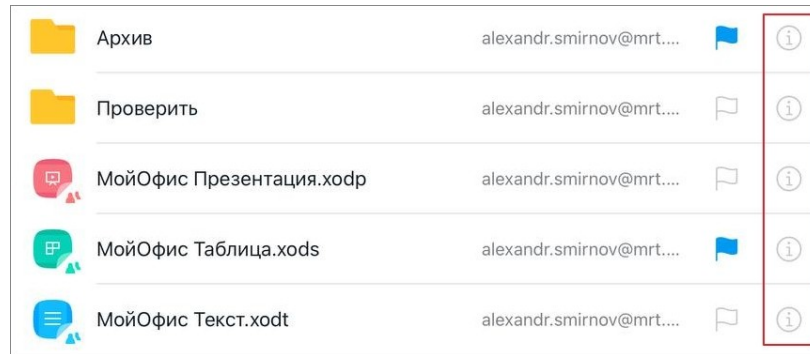 Архив alexandr.smirnov@mrt....
Проверить alexandr.smirnov@mrt....
МойОфис Презентация.xodp alexandr.smirnov@mrt....
МойОфис Таблица.xods alexandr.smirnov@mrt....
МойОфис Текст.xodt alexandr.smirnov@mrt....